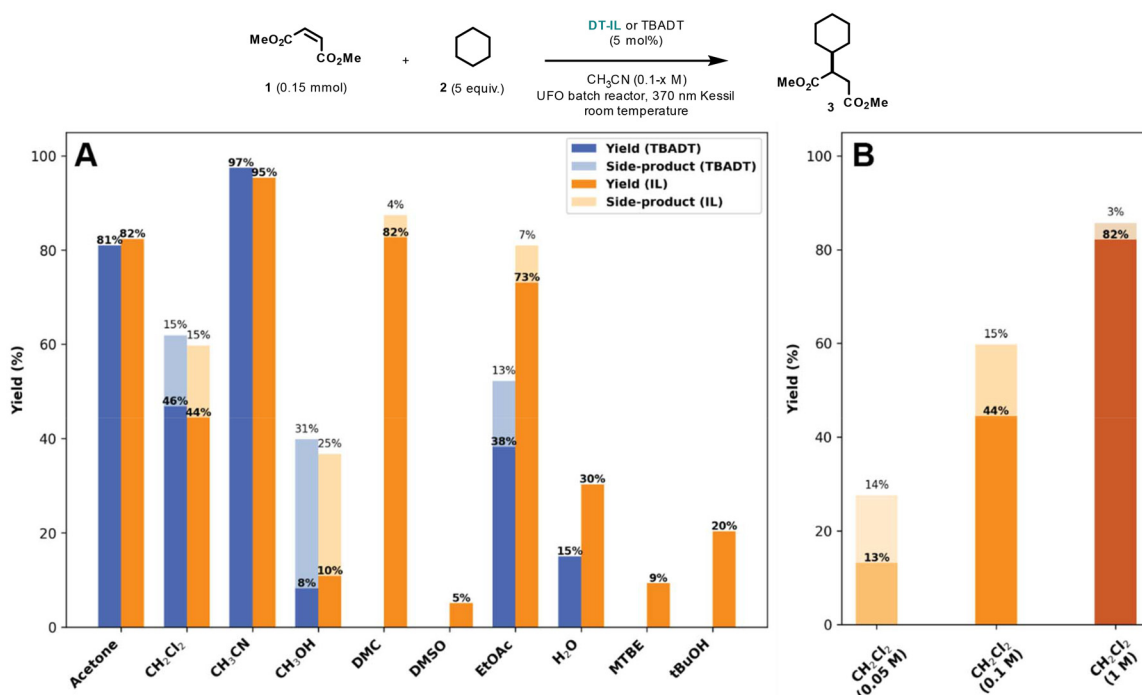 DT-IL or TBADT
(5 mol%)
MeO₂C
CO₂Me
+
1 (0.15 mmol)
2 (5 equiv.)
CH₃CN (0.1-x M)
UFO batch reactor, 370 nm Kessil
room temperature
MeO₂C
CO₂Me
3
A
Yield (%)
100
80
60
40
20
0
Yield (TBADT)
Side-product (TBADT)
Yield (IL)
Side-product (IL)
81%
82%
15%
15%
46%
44%
97%
95%
31%
25%
8%
10%
4%
82%
5%
13%
38%
7%
73%
15%
30%
9%
20%
Acetone
CH₂Cl₂
CH₃CN
CH₃OH
DMC
DMSO
EtOAc
H₂O
MTBE
tBuOH
B
Yield (%)
100
80
60
40
20
0
14%
13%
15%
44%
3%
82%
CH₂Cl₂
(0.05 M)
CH₂Cl₂
(0.1 M)
CH₂Cl₂
(1 M)